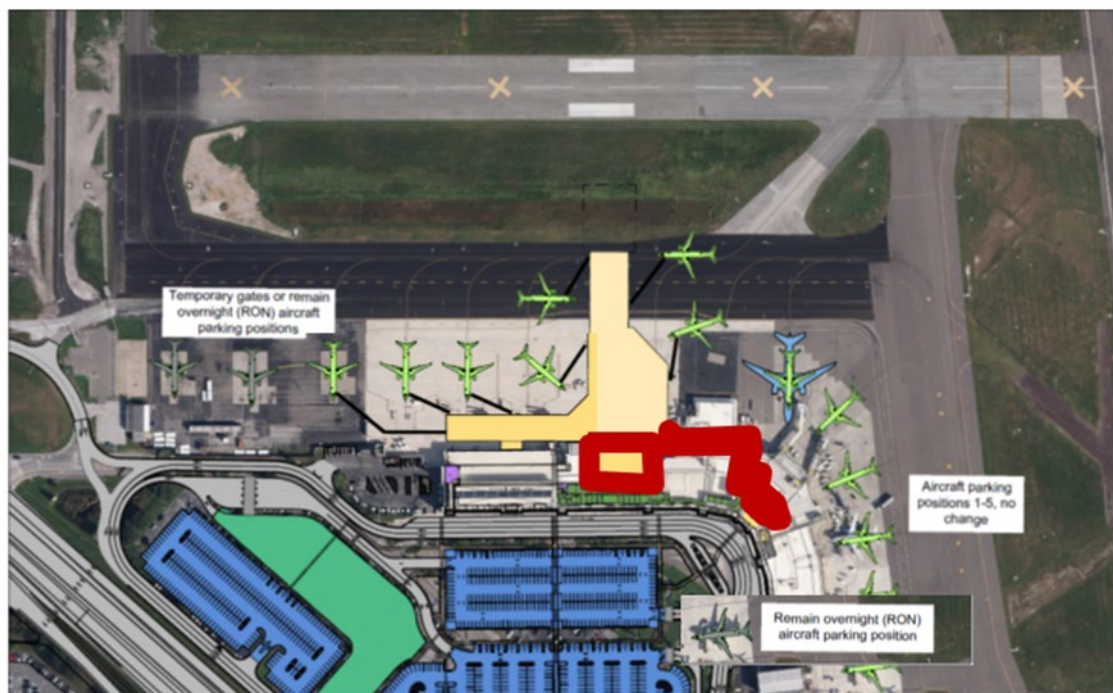 Temporary gates or remain
overnight (RON) aircraft
parking positions
Aircraft parking
positions 1-5, no
change
Remain overnight (RON)
aircraft parking position